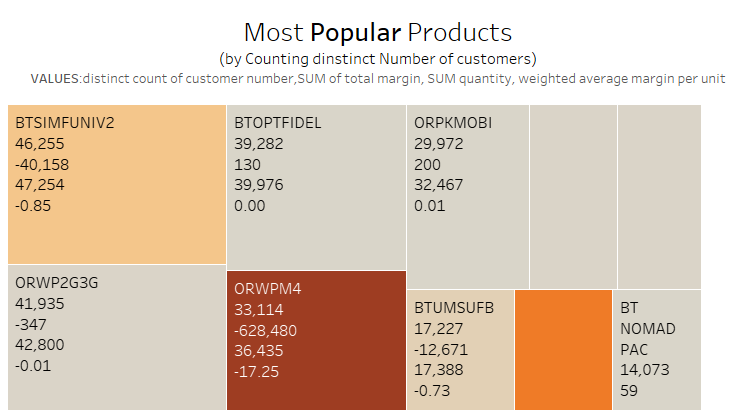 Most Popular Products
(by Counting dinstinct Number of customers)
VALUES:distinct count of customer number,SUM of total margin, SUM quantity, weighted average margin per unit
BTSIMFUNIV2
46,255
-40,158
47,254
-0.85
BTOPTFIDEL
39,282
130
39,976
0.00
ORPKMOBI
29,972
200
32,467
0.01
ORWP2G3G
41,935
-347
42,800
-0.01
ORWPM4
33,114
-628,480
36,435
-17.25
BTUMSUFB
17,227
-12,671
17,388
-0.73
BT
NOMAD
PAC
14,073
59